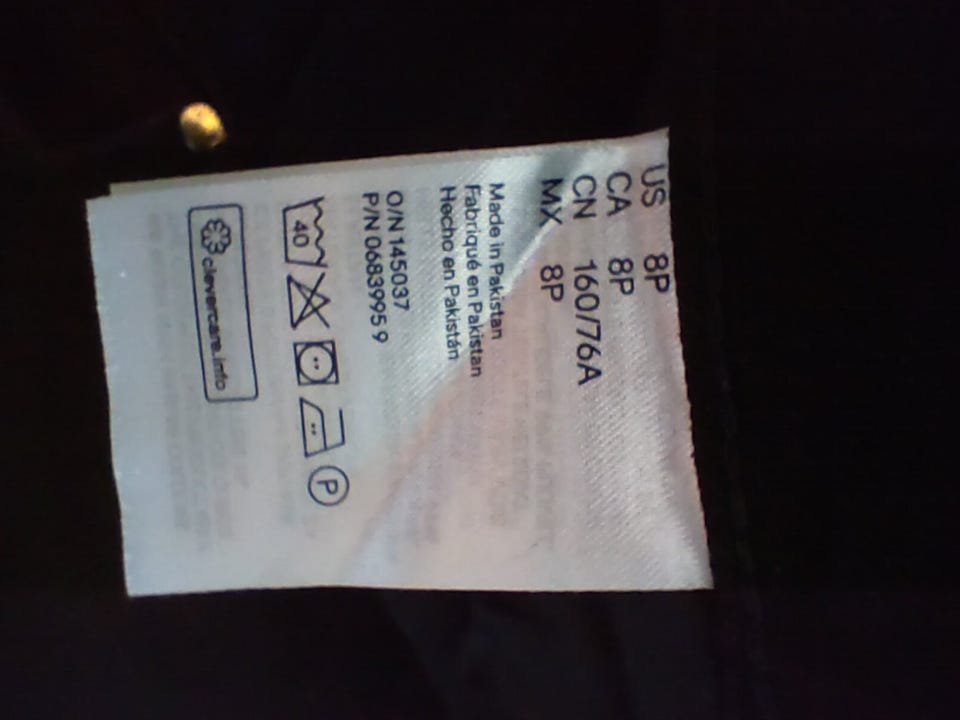 US 8P
CA 8P
CN 160/76A
MX 8P
Made in Pakistan
Fabriqué en Pakistan
Hecho en Pakistán
O/N 145037
P/N 0683995 9
40
P
clevercare.info